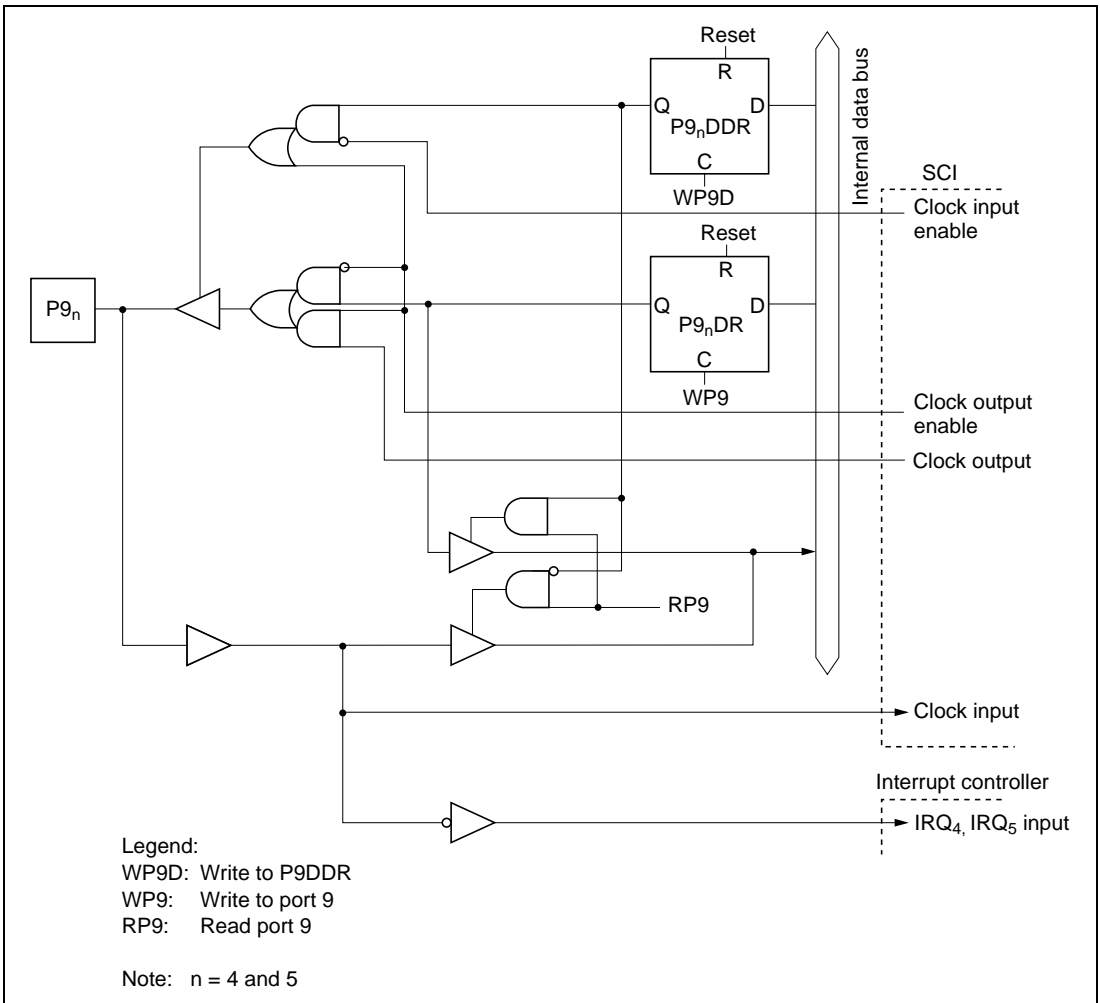 Reset
R
Q
D
P9nDDR
C
WP9D
Internal data bus
SCI
Clock input
enable
Reset
R
Q
D
P9nDR
C
WP9
P9n
Clock output
enable
Clock output
RP9
Clock input
Interrupt controller
IRQ4, IRQ5 input
Legend:
WP9D: Write to P9DDR
WP9: Write to port 9
RP9: Read port 9
Note: n = 4 and 5